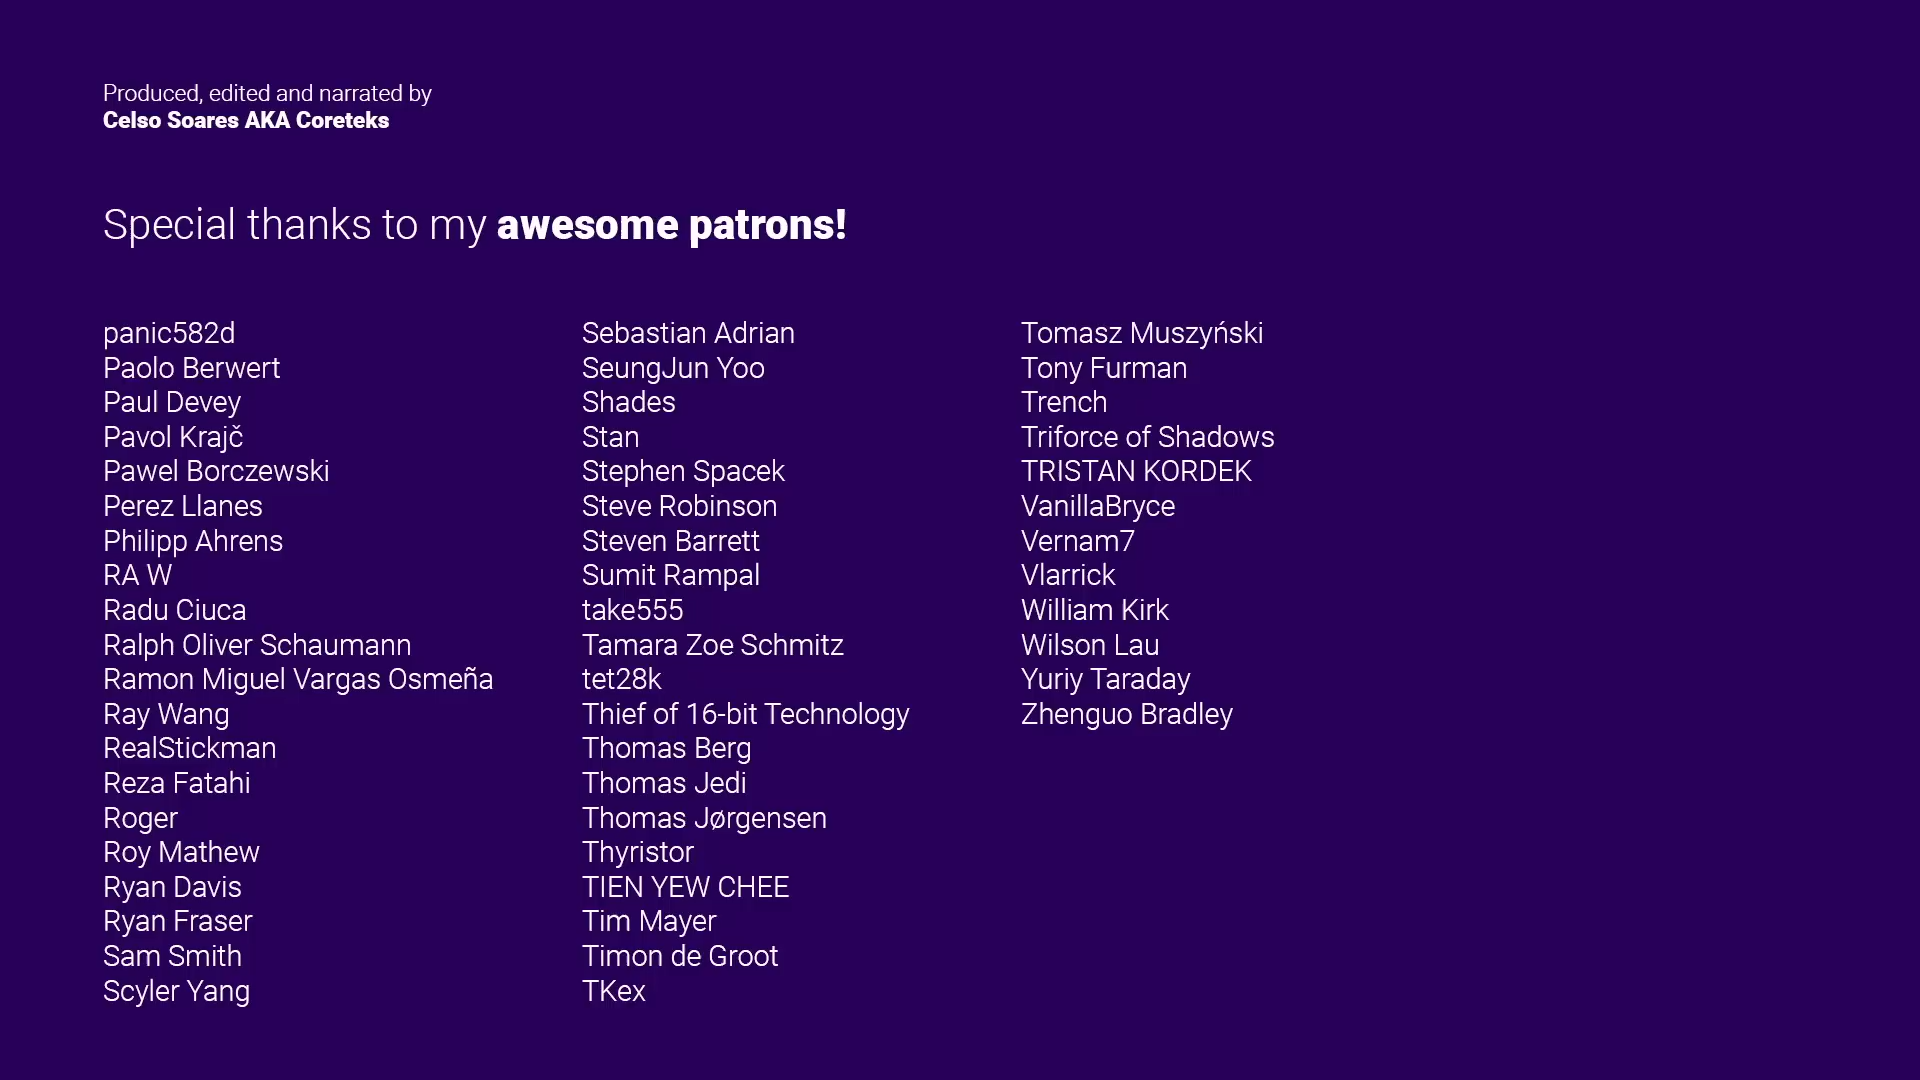 Produced, edited and narrated by
Celso Soares AKA Coreteks
Special thanks to my awesome patrons!
panic582d
Paolo Berwert
Paul Devey
Pavol Krajč
Pawel Borczewski
Perez Llanes
Philipp Ahrens
RA W
Radu Ciuca
Ralph Oliver Schaumann
Ramon Miguel Vargas Osmeña
Ray Wang
RealStickman
Reza Fatahi
Roger
Roy Mathew
Ryan Davis
Ryan Fraser
Sam Smith
Scyler Yang
Sebastian Adrian
SeungJun Yoo
Shades
Stan
Stephen Spacek
Steve Robinson
Steven Barrett
Sumit Rampal
take555
Tamara Zoe Schmitz
tet28k
Thief of 16-bit Technology
Thomas Berg
Thomas Jedi
Thomas Jørgensen
Thyristor
TIEN YEW CHEE
Tim Mayer
Timon de Groot
TKex
Tomasz Muszyński
Tony Furman
Trench
Triforce of Shadows
TRISTAN KORDEK
VanillaBryce
Vernam7
Vlarrick
William Kirk
Wilson Lau
Yuriy Taraday
Zhenguo Bradley